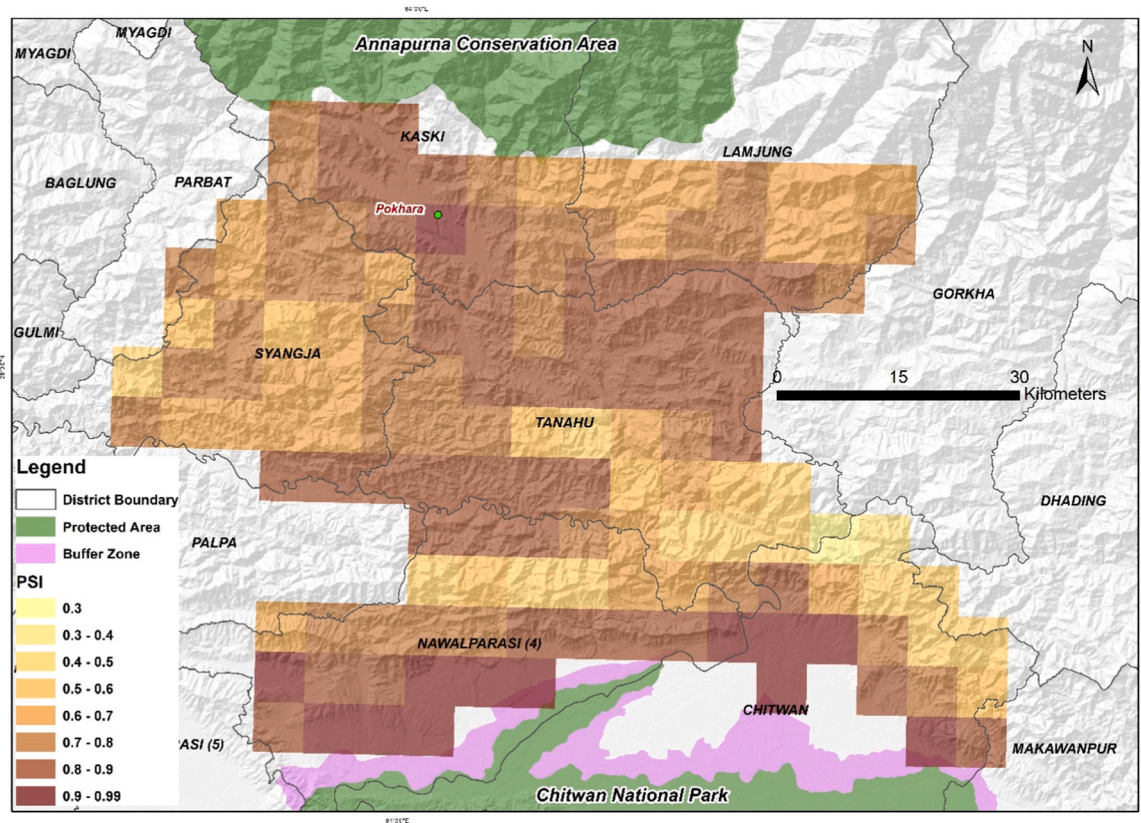 MYAGDI
MYAGDI
Annapurna Conservation Area
N
KASKI
LAMJUNG
BAGLUNG
PARBAT
Pokhara
GORKHA
GULMI
SYANGJA
0 15 30
Kilometers
TANAHU
Legend
District Boundary
Protected Area
Buffer Zone
PSI
0.3
0.3 - 0.4
0.4 - 0.5
0.5 - 0.6
0.6 - 0.7
0.7 - 0.8
0.8 - 0.9
0.9 - 0.99
DHADING
PALPA
NAWALPARASI (4)
CHITWAN
ASI (5)
MAKAWANPUR
Chitwan National Park